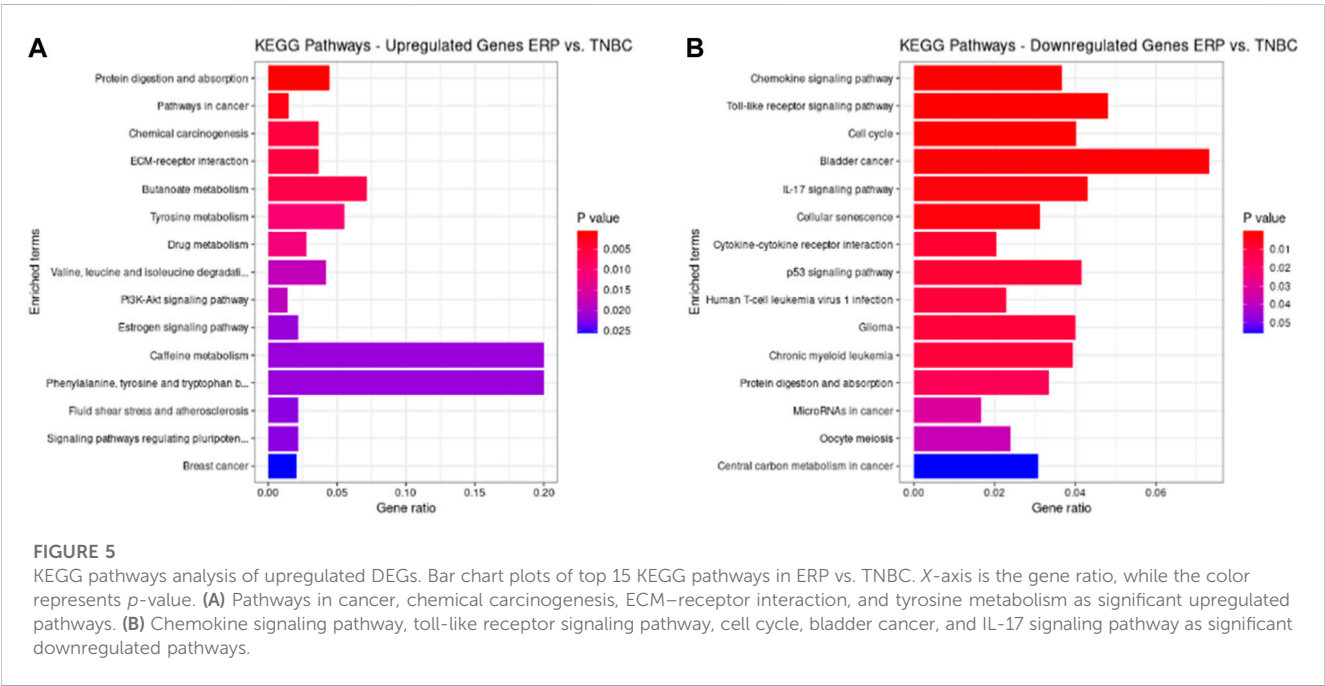 A
KEGG Pathways - Upregulated Genes ERP vs. TNBC
Enriched terms
Protein digestion and absorption
Pathways in cancer
Chemical carcinogenesis
ECM-receptor interaction
Butanoate metabolism
Tyrosine metabolism
Drug metabolism
Valine, leucine and isoleucine degradati...
PI3K-Akt signaling pathway
Estrogen signaling pathway
Caffeine metabolism
Phenylalanine, tyrosine and tryptophan b...
Fluid shear stress and atherosclerosis
Signaling pathways regulating pluripoten...
Breast cancer
0.00 0.05 0.10 0.15 0.20
Gene ratio
P value
0.005
0.010
0.015
0.020
0.025
B
KEGG Pathways - Downregulated Genes ERP vs. TNBC
Enriched terms
Chemokine signaling pathway
Toll-like receptor signaling pathway
Cell cycle
Bladder cancer
IL-17 signaling pathway
Cellular senescence
Cytokine-cytokine receptor interaction
p53 signaling pathway
Human T-cell leukemia virus 1 infection
Glioma
Chronic myeloid leukemia
Protein digestion and absorption
MicroRNAs in cancer
Oocyte meiosis
Central carbon metabolism in cancer
0.00 0.02 0.04 0.06
Gene ratio
P value
0.01
0.02
0.03
0.04
0.05
FIGURE 5
KEGG pathways analysis of upregulated DEGs. Bar chart plots of top 15 KEGG pathways in ERP vs. TNBC. X-axis is the gene ratio, while the color
represents p-value. (A) Pathways in cancer, chemical carcinogenesis, ECM–receptor interaction, and tyrosine metabolism as significant upregulated
pathways. (B) Chemokine signaling pathway, toll-like receptor signaling pathway, cell cycle, bladder cancer, and IL-17 signaling pathway as significant
downregulated pathways.